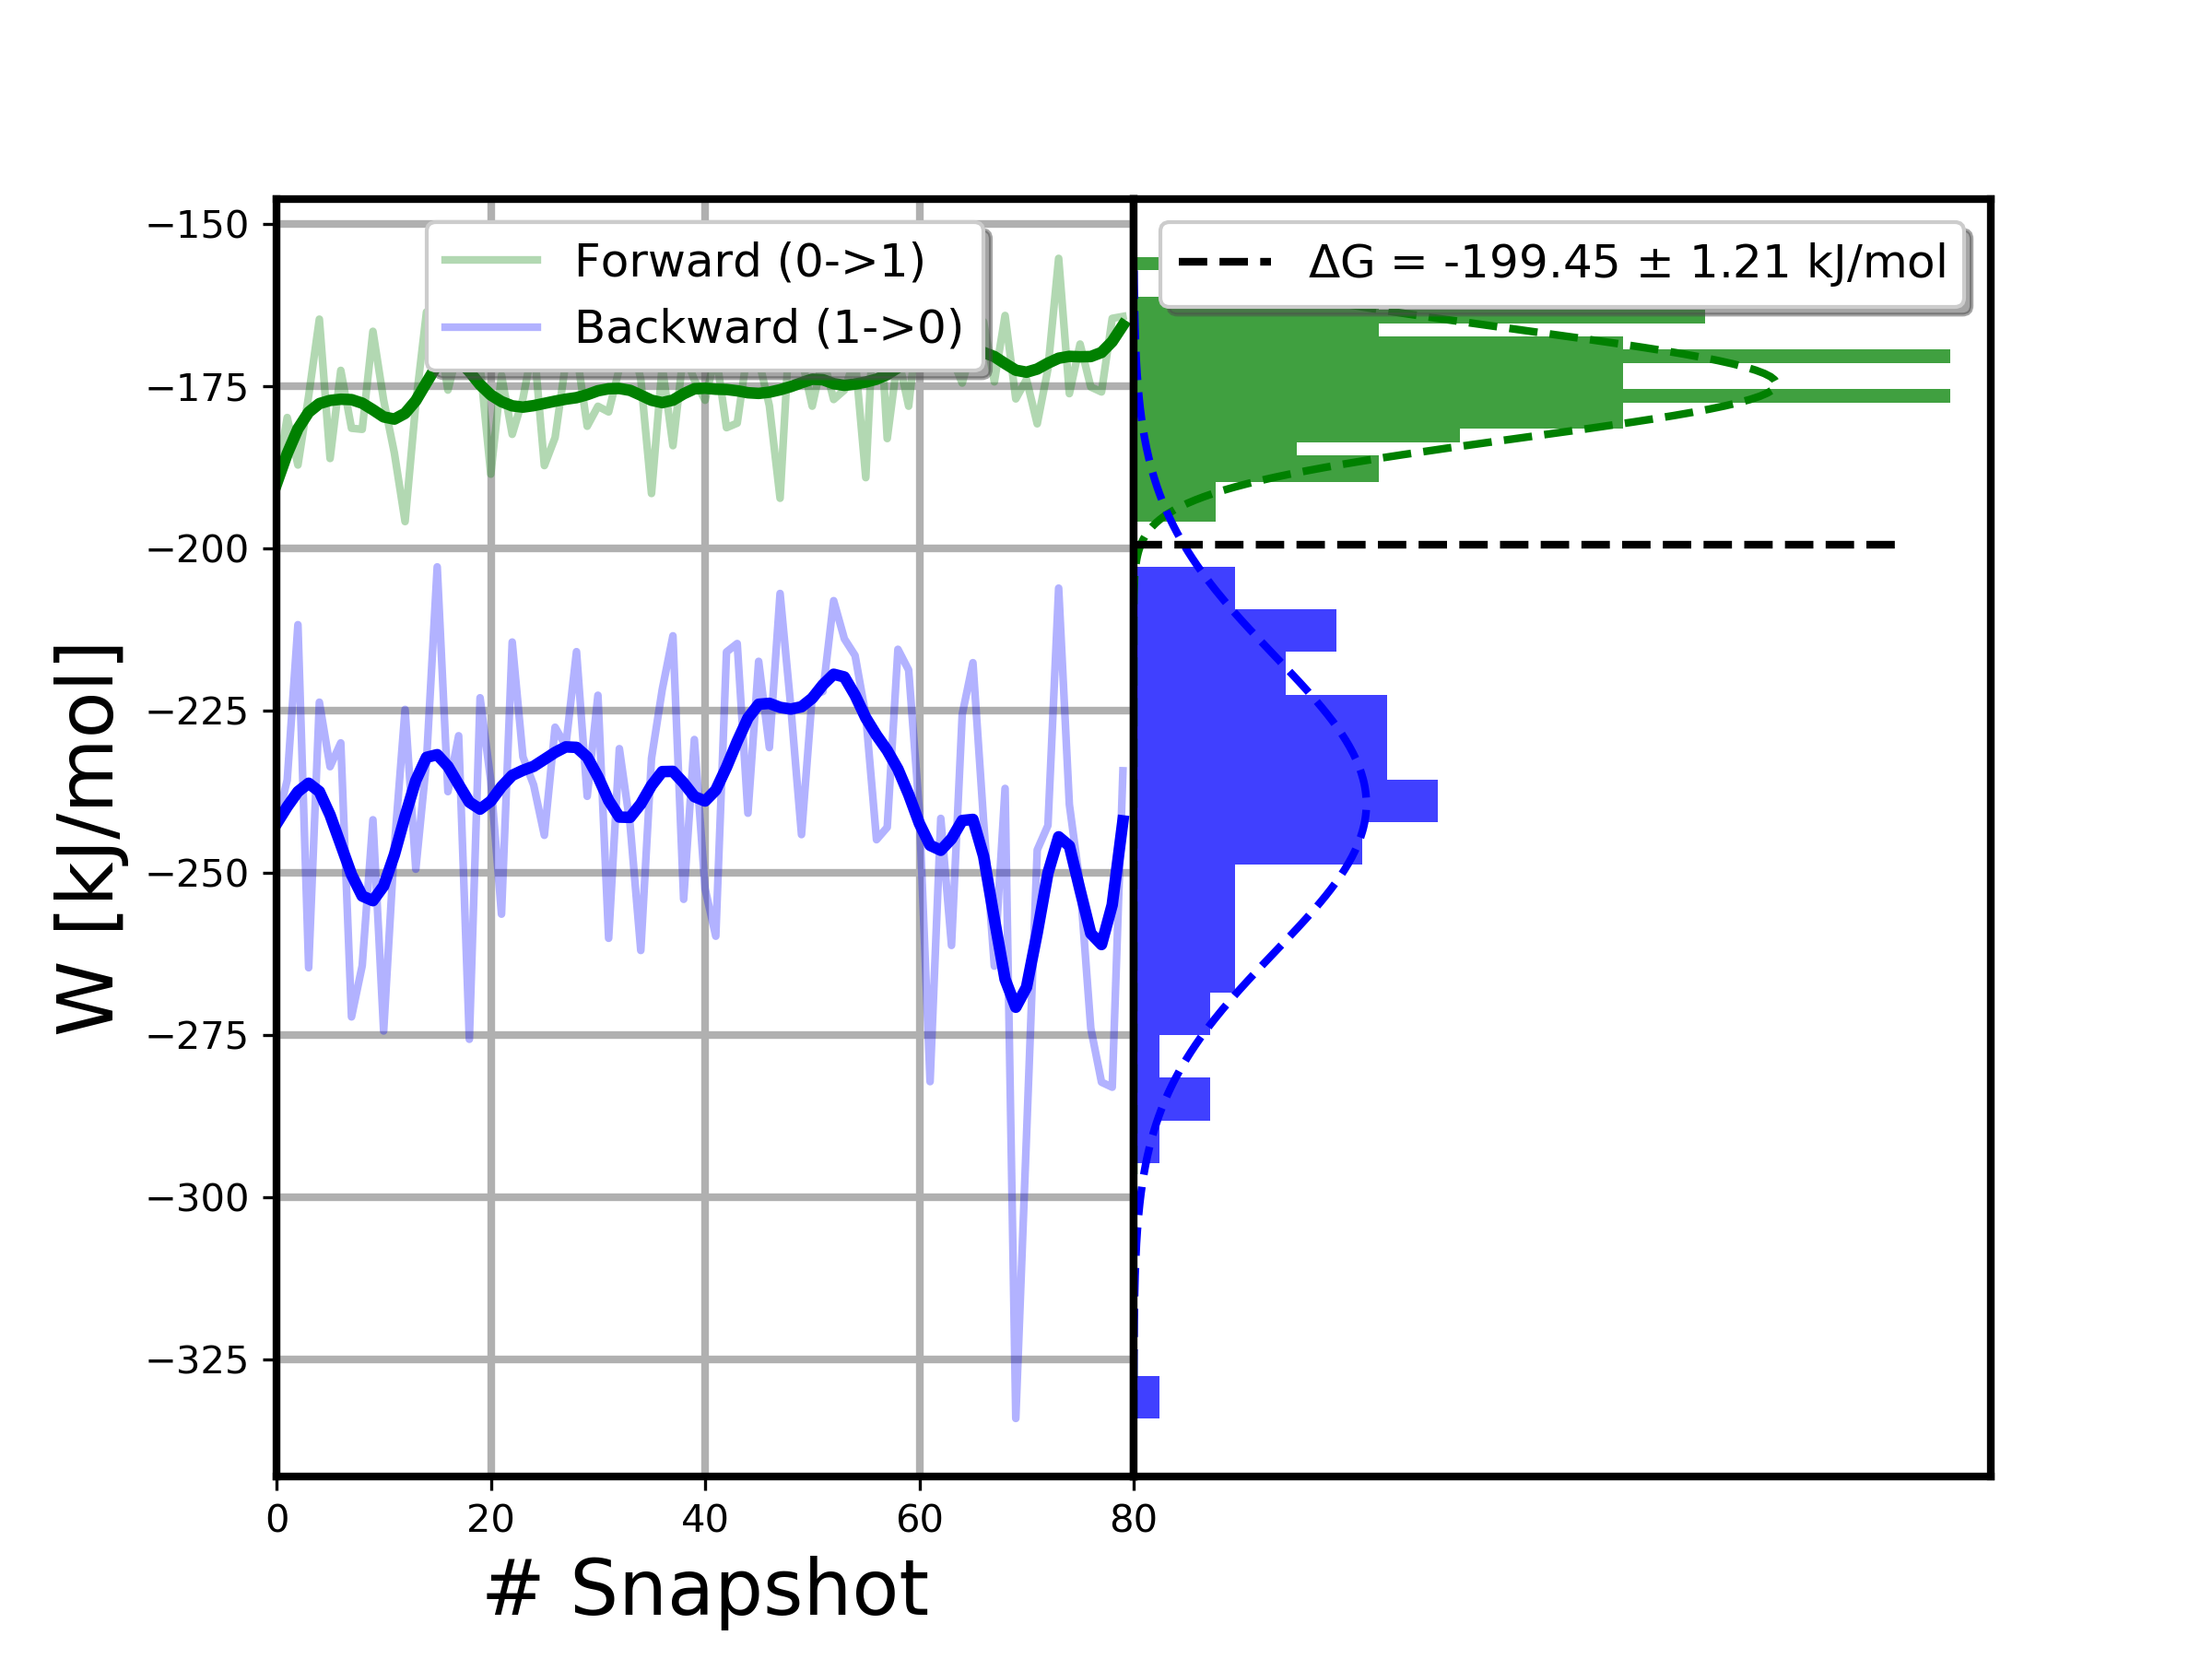 −150
−175
−200
−225
−250
−275
−300
−325
W [kJ/mol]
Forward (0->1)
Backward (1->0)
ΔG = -199.45 ± 1.21 kJ/mol
0 20 40 60 80
# Snapshot